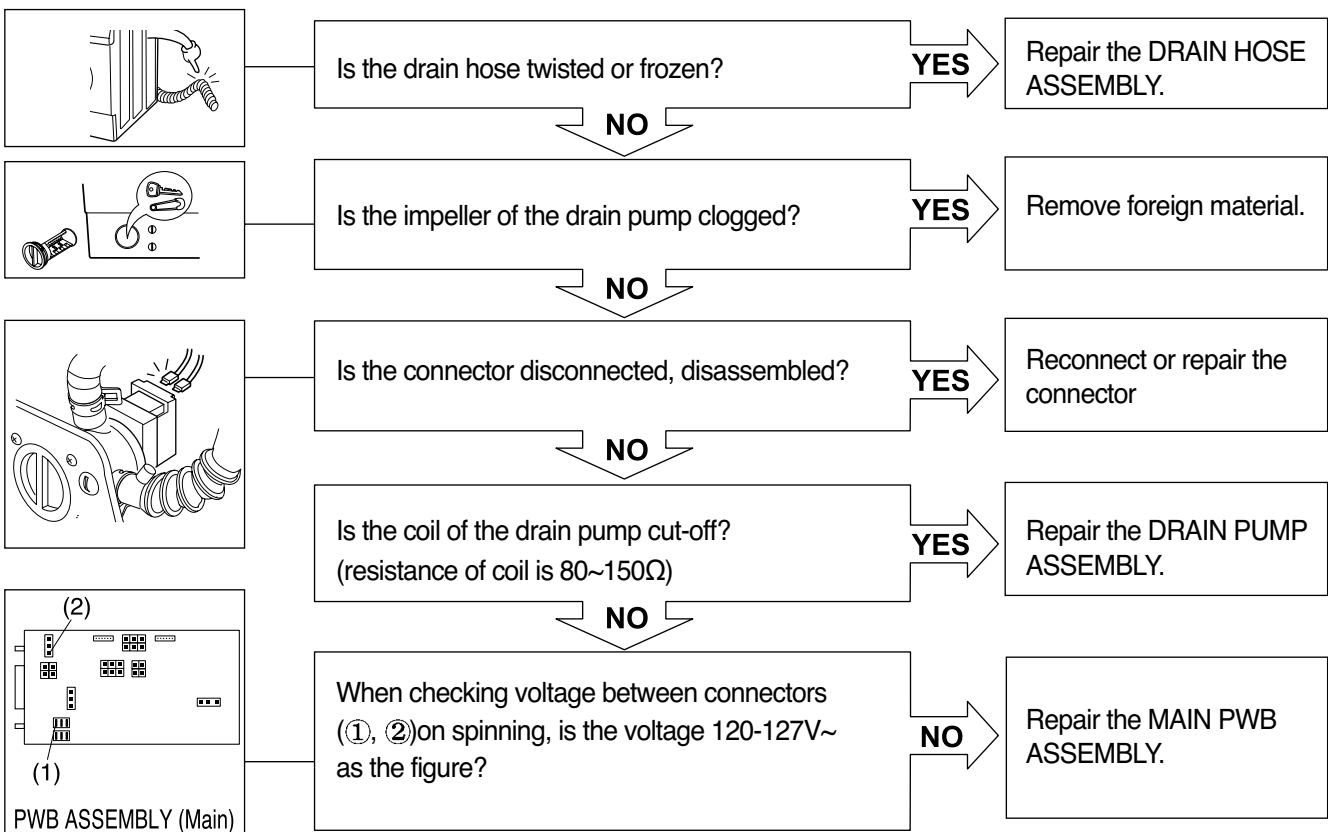 Is the drain hose twisted or frozen?
YES
Repair the DRAIN HOSE
ASSEMBLY.
NO
Is the impeller of the drain pump clogged?
YES
Remove foreign material.
NO
Is the connector disconnected, disassembled?
YES
Reconnect or repair the
connector
NO
Is the coil of the drain pump cut-off?
(resistance of coil is 80~150Ω)
YES
Repair the DRAIN PUMP
ASSEMBLY.
NO
(2)
(1)
PWB ASSEMBLY (Main)
When checking voltage between connectors
(①, ②)on spinning, is the voltage 120-127V~
as the figure?
NO
Repair the MAIN PWB
ASSEMBLY.